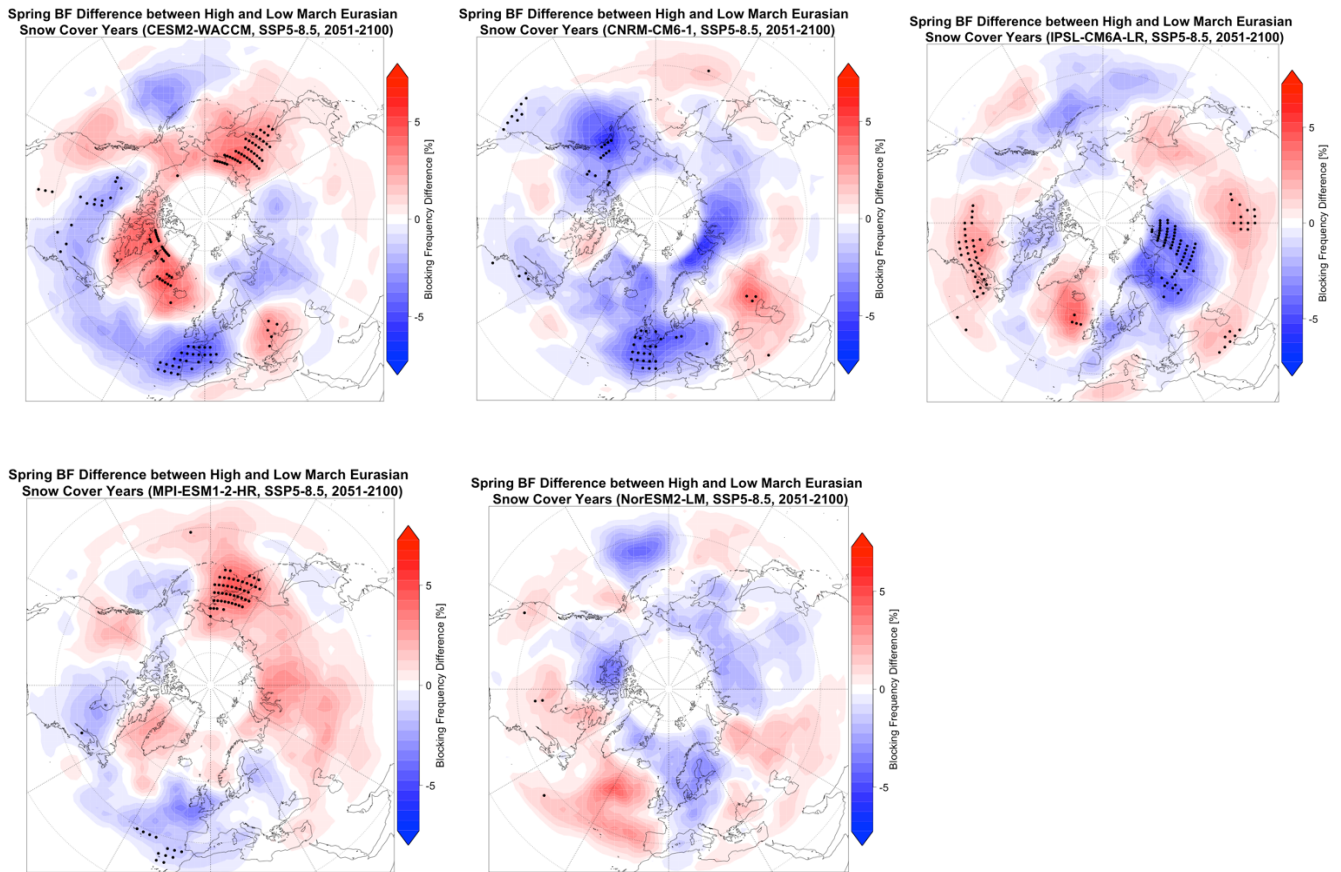 Spring BF Difference between High and Low March Eurasian
Snow Cover Years (CESM2-WACCM, SSP5-8.5, 2051-2100)
5
0
-5
Blocking Frequency Difference [%]
Spring BF Difference between High and Low March Eurasian
Snow Cover Years (CNRM-CM6-1, SSP5-8.5, 2051-2100)
5
0
-5
Blocking Frequency Difference [%]
Spring BF Difference between High and Low March Eurasian
Snow Cover Years (IPSL-CM6A-LR, SSP5-8.5, 2051-2100)
5
0
-5
Blocking Frequency Difference [%]
Spring BF Difference between High and Low March Eurasian
Snow Cover Years (MPI-ESM1-2-HR, SSP5-8.5, 2051-2100)
5
0
-5
Blocking Frequency Difference [%]
Spring BF Difference between High and Low March Eurasian
Snow Cover Years (NorESM2-LM, SSP5-8.5, 2051-2100)
5
0
-5
Blocking Frequency Difference [%]